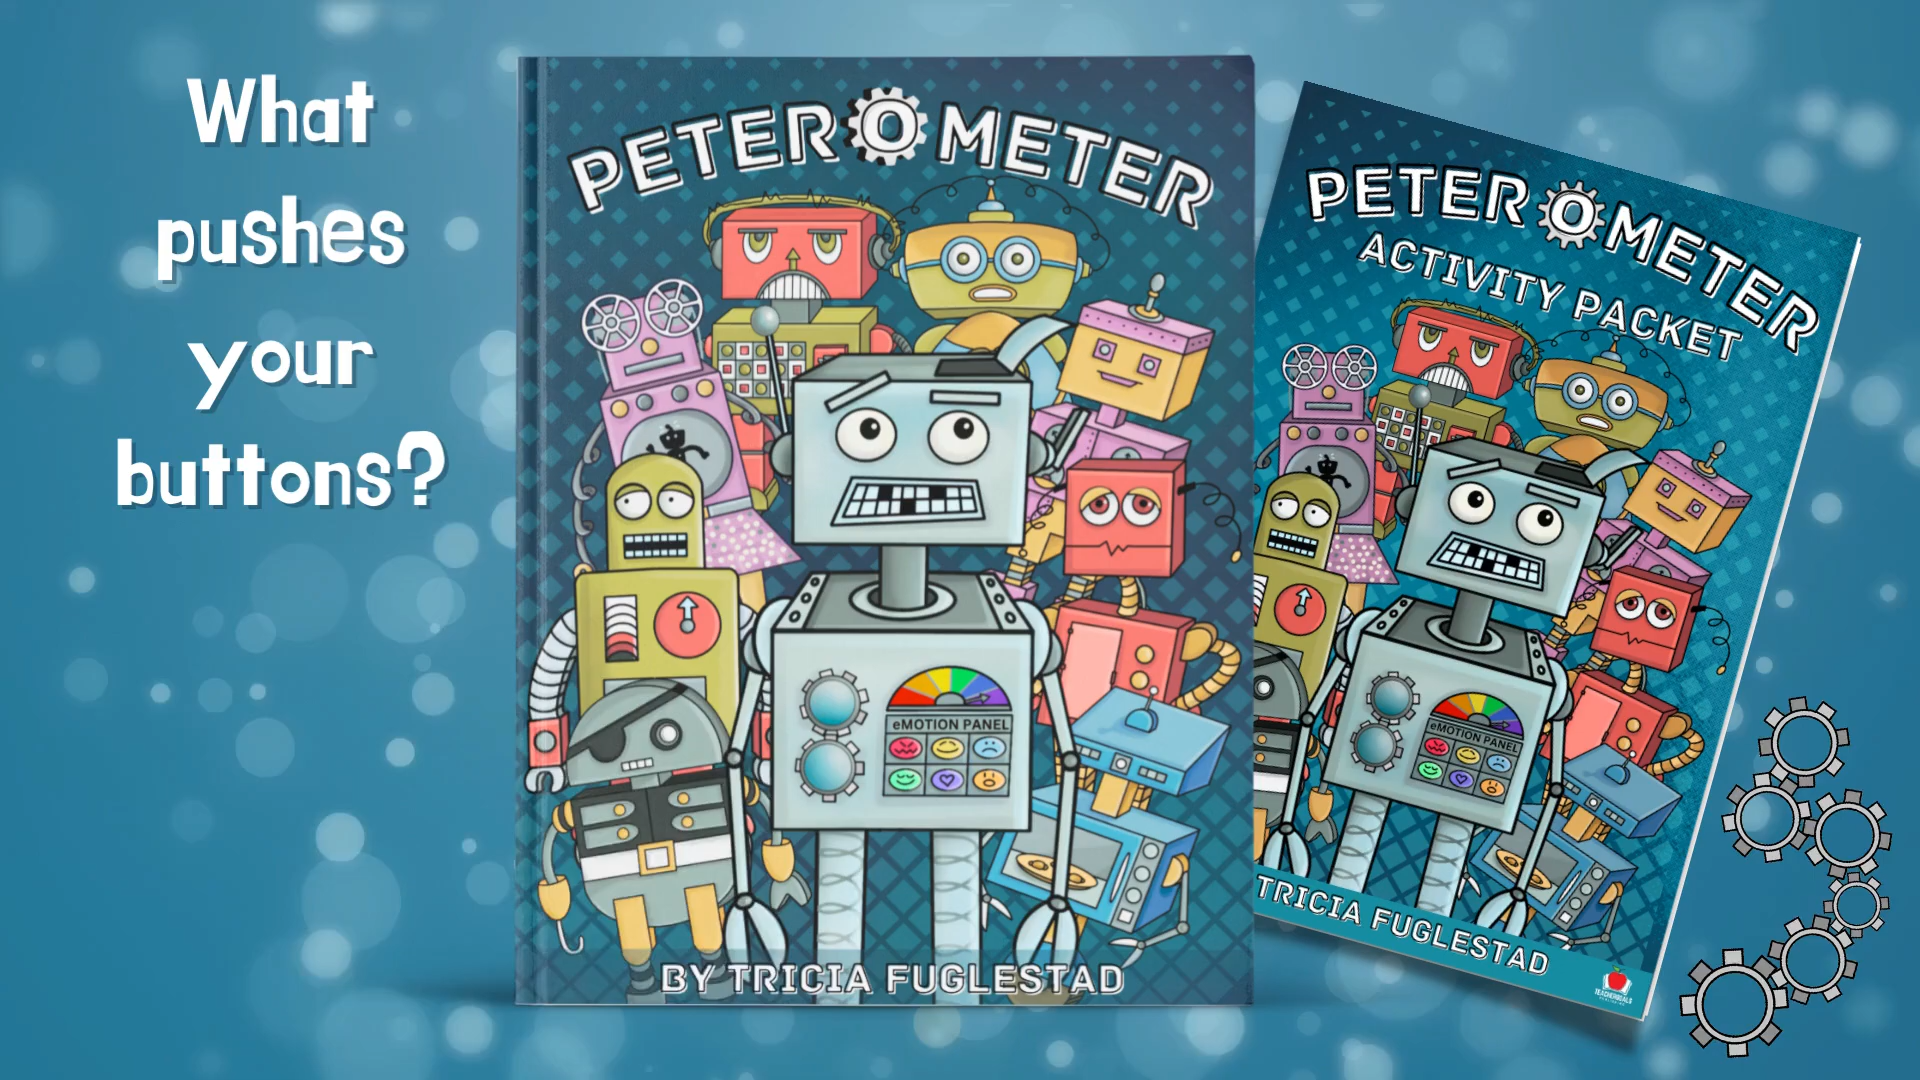 What
pushes
your
buttons?
PETER O METER
eMOTION PANEL
BY TRICIA FUGLESTAD
PETER O METER
ACTIVITY PACKET
eMOTION PANEL
TRICIA FUGLESTAD
TEACHERGOALS